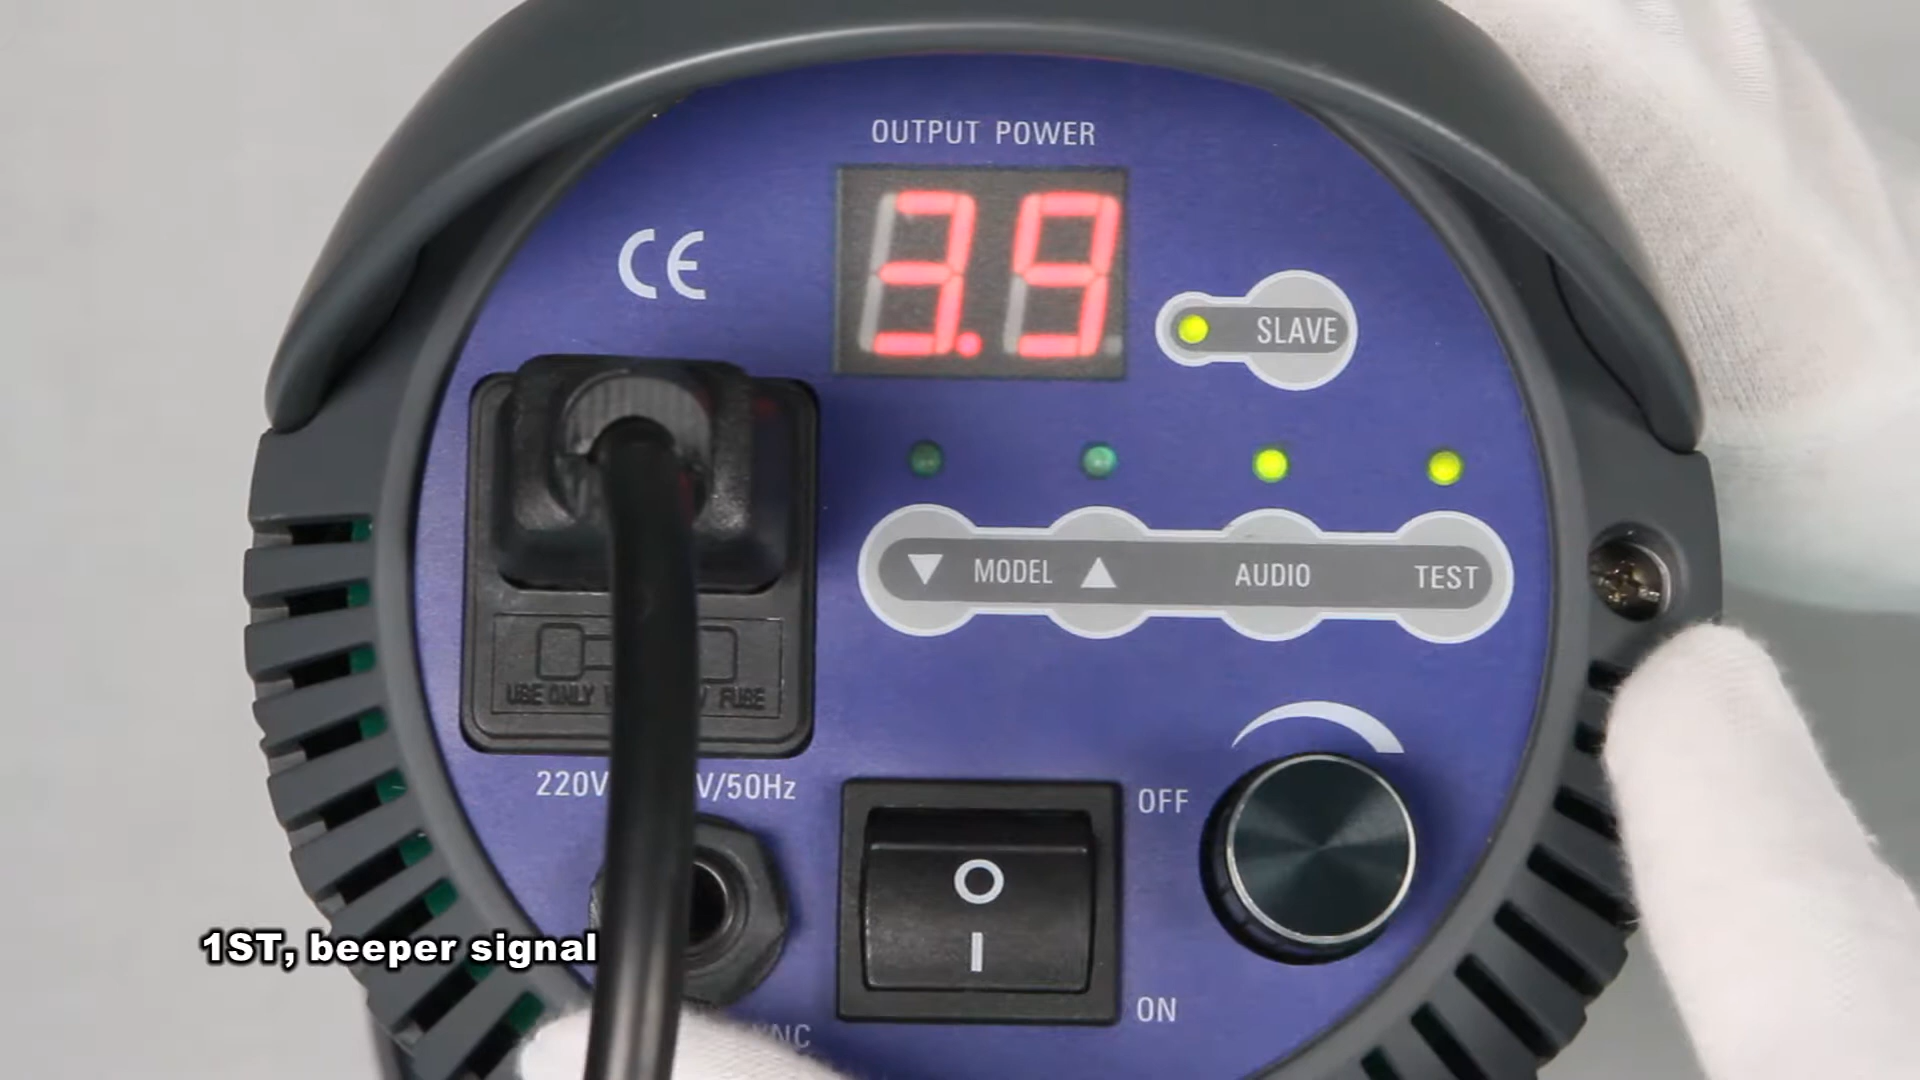 OUTPUT POWER
3.9
CE
SLAVE
MODEL
AUDIO
TEST
USE ONLY
FUSE
220V
V/50Hz
OFF
O
I
ON
1ST, beeper signal